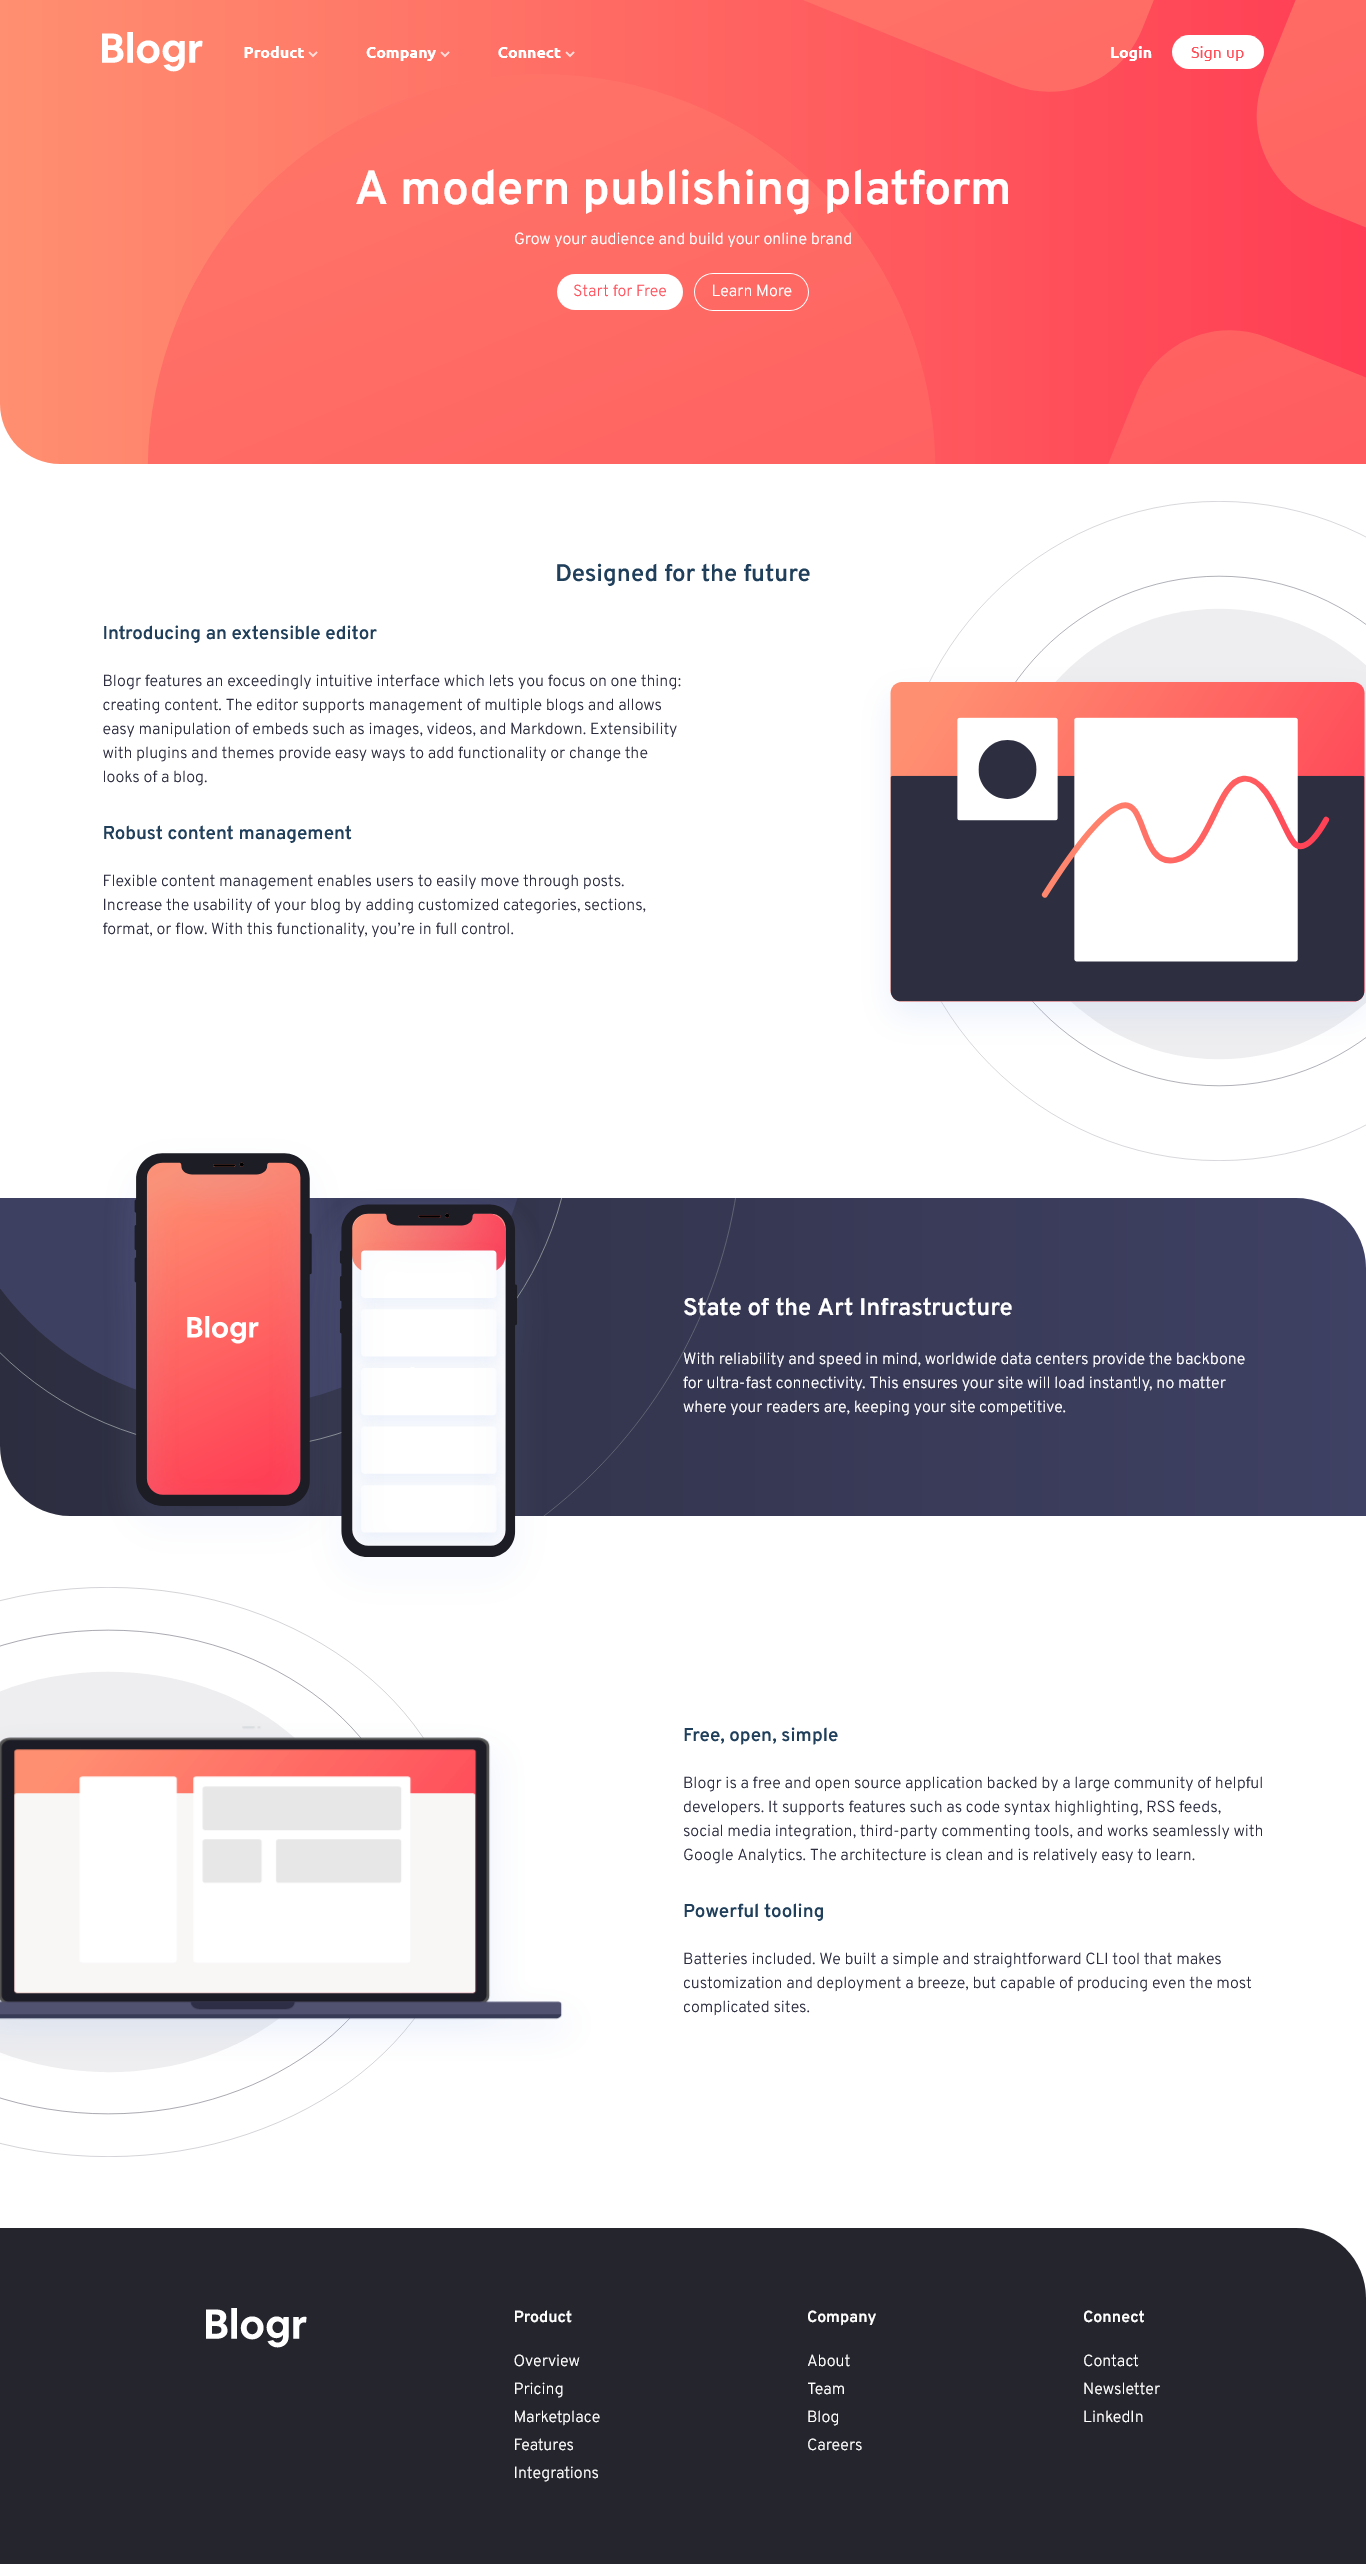 Blogr Product Company Connect Login Sign up
A modern publishing platform
Grow your audience and build your online brand
Start for Free Learn More
Designed for the future
Introducing an extensible editor
Blogr features an exceedingly intuitive interface which lets you focus on one thing:
creating content. The editor supports management of multiple blogs and allows
easy manipulation of embeds such as images, videos, and Markdown. Extensibility
with plugins and themes provide easy ways to add functionality or change the
looks of a blog.
Robust content management
Flexible content management enables users to easily move through posts.
Increase the usability of your blog by adding customized categories, sections,
format, or flow. With this functionality, you’re in full control.
Blogr
State of the Art Infrastructure
With reliability and speed in mind, worldwide data centers provide the backbone
for ultra-fast connectivity. This ensures your site will load instantly, no matter
where your readers are, keeping your site competitive.
Free, open, simple
Blogr is a free and open source application backed by a large community of helpful
developers. It supports features such as code syntax highlighting, RSS feeds,
social media integration, third-party commenting tools, and works seamlessly with
Google Analytics. The architecture is clean and is relatively easy to learn.
Powerful tooling
Batteries included. We built a simple and straightforward CLI tool that makes
customization and deployment a breeze, but capable of producing even the most
complicated sites.
Blogr
Product
Overview
Pricing
Marketplace
Features
Integrations
Company
About
Team
Blog
Careers
Connect
Contact
Newsletter
LinkedIn